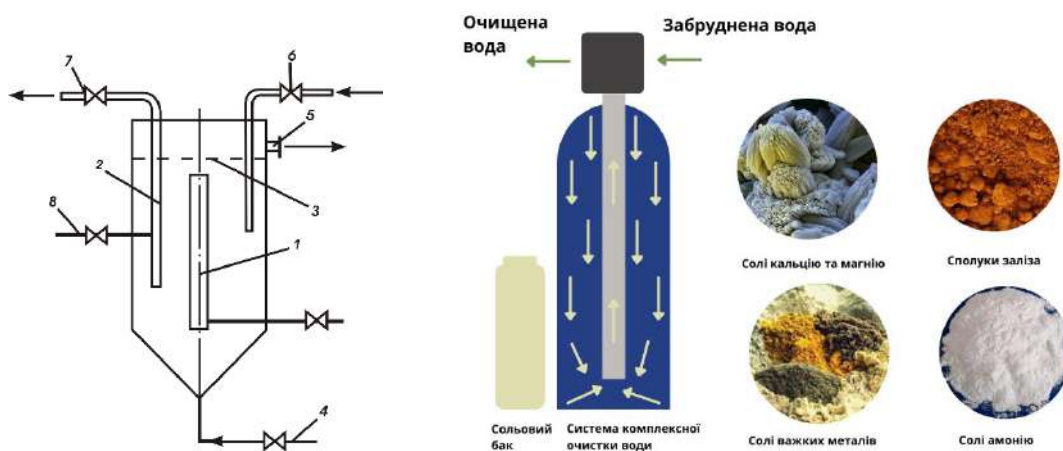 7
6
5
2
3
8
1
4
Очищена
вода
Забруднена вода
Сольовий
бак
Система комплексної
очистки води
Солі кальцію та магнію
Сполуки заліза
Солі важких металів
Солі амонію